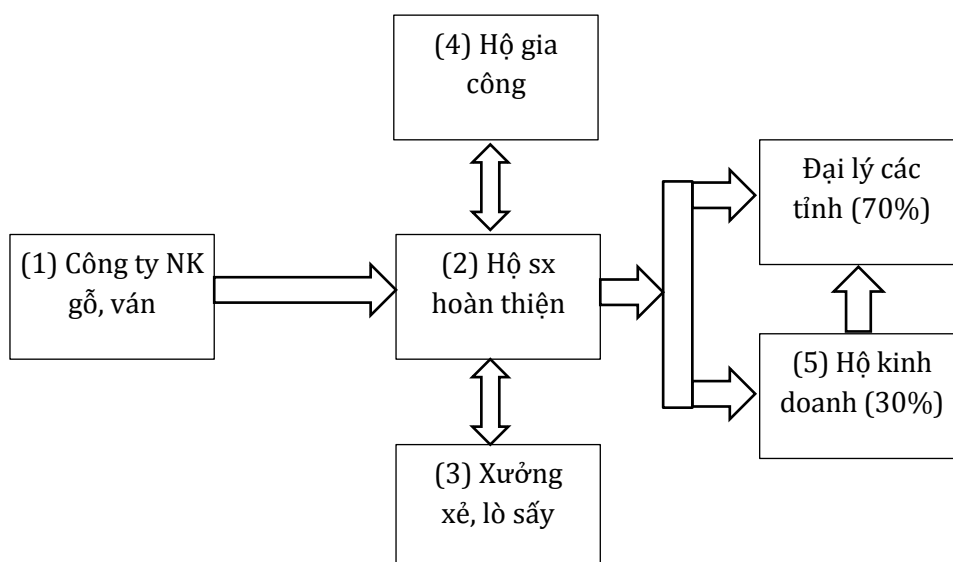 (4) Hộ gia
công
Đại lý các
tỉnh (70%)
(1) Công ty NK
gỗ, ván
(2) Hộ sx
hoàn thiện
(5) Hộ kinh
doanh (30%)
(3) Xưởng
xẻ, lò sấy